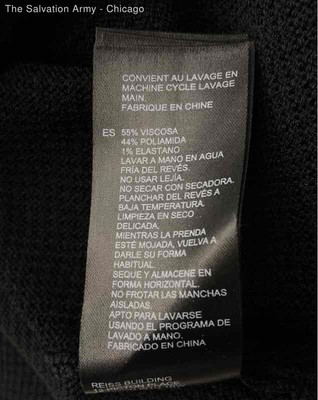 The Salvation Army - Chicago
CONVIENT AU LAVAGE EN
MACHINE CYCLE LAVAGE
MAIN.
FABRIQUE EN CHINE
ES 55% VISCOSA
44% POLIAMIDA
1% ELASTANO
LAVAR A MANO EN AGUA
FRÍA DEL REVÉS.
NO USAR LEJÍA.
NO SECAR CON SECADORA.
PLANCHAR DEL REVÉS A
BAJA TEMPERATURA.
LIMPIEZA EN SECO
DELICADA.
MIENTRAS LA PRENDA
ESTÉ MOJADA, VUELVA A
DARLE SU FORMA
HABITUAL.
SEQUE Y ALMACENE EN
FORMA HORIZONTAL.
NO FROTAR LAS MANCHAS
AISLADAS.
APTO PARA LAVARSE
USANDO EL PROGRAMA DE
LAVADO A MANO.
FABRICADO EN CHINA
REISS BUILDING
12 PICTON PLACE